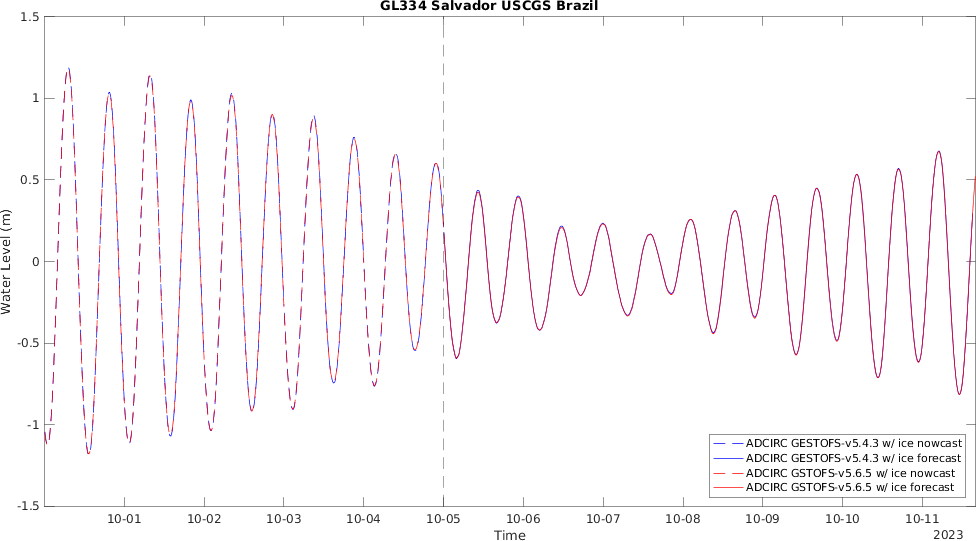 GL334 Salvador USCGS Brazil
1.5
1
0.5
0
-0.5
-1
-1.5
Water Level (m)
ADCIRC GESTOFS-v5.4.3 w/ ice nowcast
ADCIRC GESTOFS-v5.4.3 w/ ice forecast
ADCIRC GSTOFS-v5.6.5 w/ ice nowcast
ADCIRC GSTOFS-v5.6.5 w/ ice forecast
10-01 10-02 10-03 10-04 10-05 10-06 10-07 10-08 10-09 10-10 10-11
Time
2023